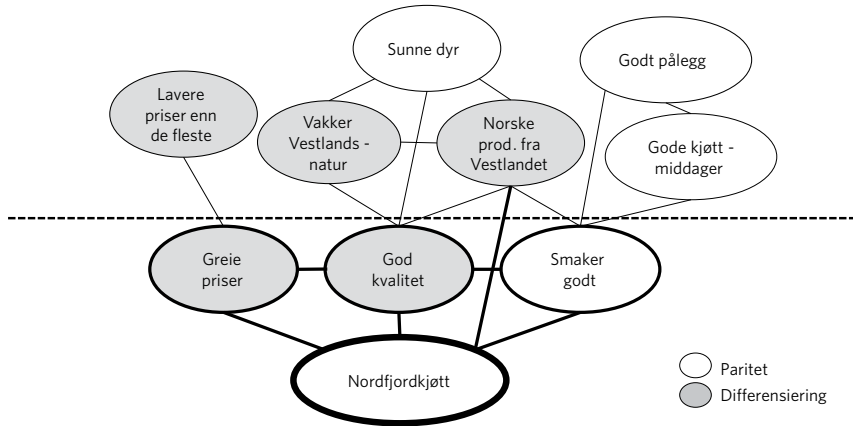 Sunne dyr
Godt pålegg
Lavere
priser enn
de fleste
Vakker
Vestlands -
natur
Norske
prod. fra
Vestlandet
Gode kjøtt -
middager
Greie
priser
God
kvalitet
Smaker
godt
Nordfjordkjøtt
Paritet
Differensiering